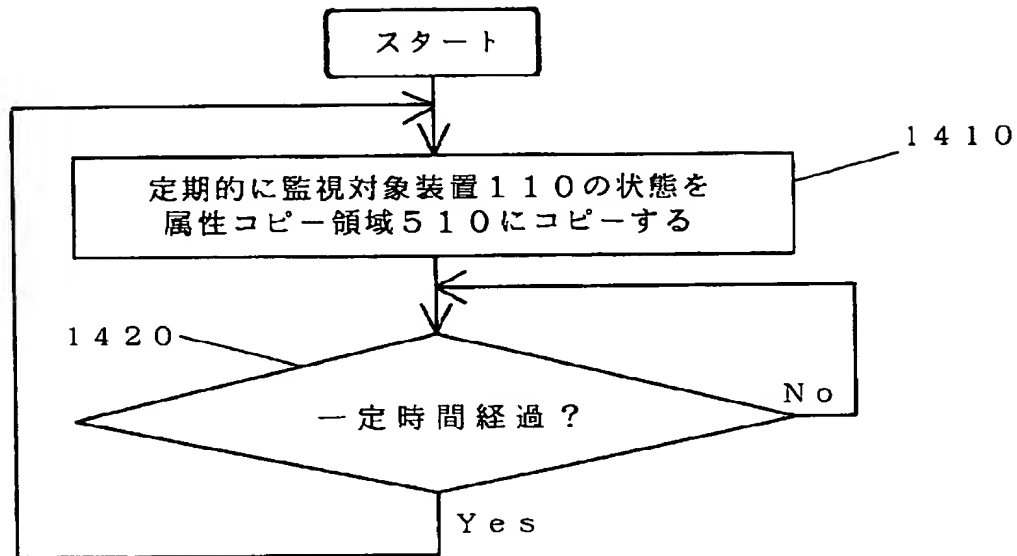 スタート
1410
定期的に監視対象装置110の状態を
属性コピー領域510にコピーする
1420
一定時間経過?
No
Yes